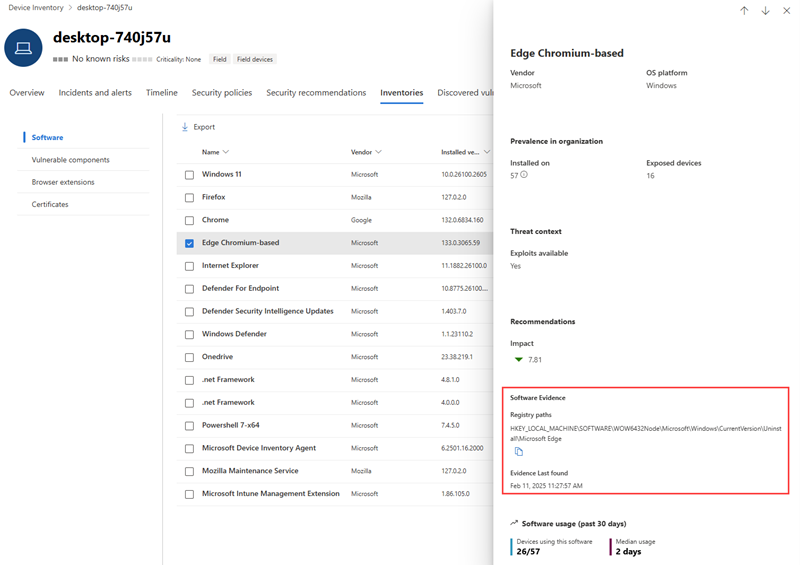 Device Inventory > desktop-740j57u
desktop-740j57u
No known risks Criticality: None Field Field devices
Overview Incidents and alerts Timeline Security policies Security recommendations Inventories Discovered vul
Software
Vulnerable components
Browser extensions
Certificates
Export
Name Vendor Installed ve...
Windows 11 Microsoft 10.0.26100.2605
Firefox Mozilla 127.0.2.0
Chrome Google 132.0.6834.160
Edge Chromium-based Microsoft 133.0.3065.59
Internet Explorer Microsoft 11.1882.26100.0
Defender For Endpoint Microsoft 10.8775.26100....
Defender Security Intelligence Updates Microsoft 1.403.7.0
Windows Defender Microsoft 1.1.23110.2
Onedrive Microsoft 23.38.219.1
.net Framework Microsoft 4.8.1.0
.net Framework Microsoft 4.0.0.0
Powershell 7-x64 Microsoft 7.4.5.0
Microsoft Device Inventory Agent Microsoft 6.2501.16.2000
Mozilla Maintenance Service Mozilla 127.0.2.0
Microsoft Intune Management Extension Microsoft 1.86.105.0
Edge Chromium-based
Vendor OS platform
Microsoft Windows
Prevalence in organization
Installed on Exposed devices
57 16
Threat context
Exploits available
Yes
Recommendations
Impact
7.81
Software Evidence
Registry paths
HKEY_LOCAL_MACHINE\SOFTWARE\WOW6432Node\Microsoft\Windows\CurrentVersion\Uninst
all\Microsoft Edge
Evidence Last found
Feb 11, 2025 11:27:57 AM
Software usage (past 30 days)
Devices using this software Median usage
26/57 2 days